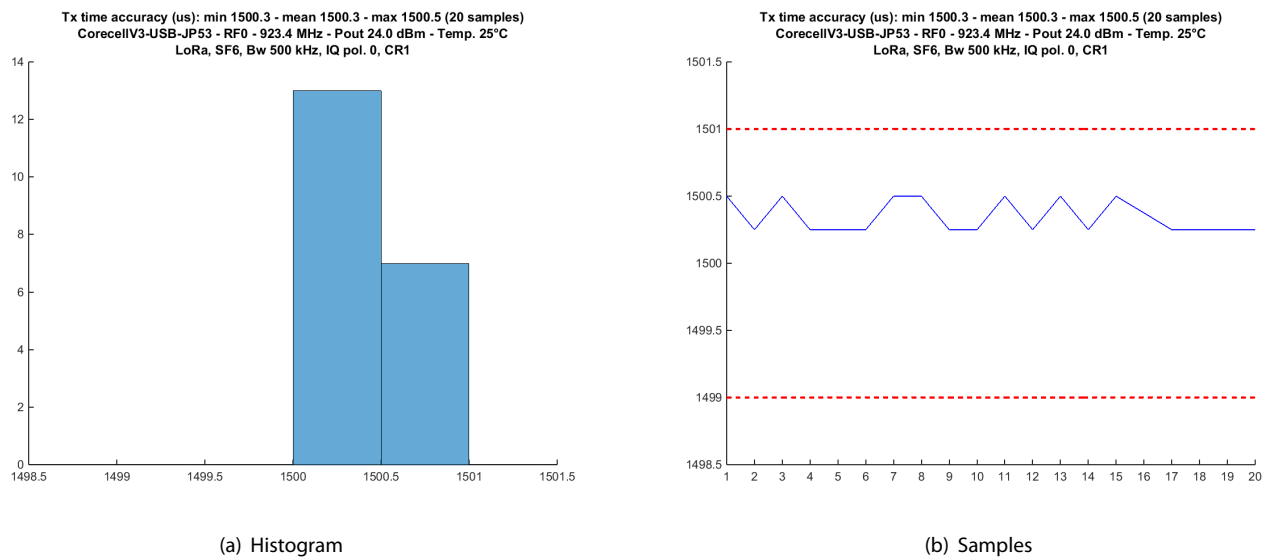 Tx time accuracy (us): min 1500.3 - mean 1500.3 - max 1500.5 (20 samples)
CorecellV3-USB-JP53 - RF0 - 923.4 MHz - Pout 24.0 dBm - Temp. 25°C
LoRa, SF6, Bw 500 kHz, IQ pol. 0, CR1
14
12
10
8
6
4
2
0
1498.5 1499 1499.5 1500 1500.5 1501 1501.5
(a) Histogram
Tx time accuracy (us): min 1500.3 - mean 1500.3 - max 1500.5 (20 samples)
CorecellV3-USB-JP53 - RF0 - 923.4 MHz - Pout 24.0 dBm - Temp. 25°C
LoRa, SF6, Bw 500 kHz, IQ pol. 0, CR1
1501.5
1501
1500.5
1500
1499.5
1499
1498.5
1 2 3 4 5 6 7 8 9 10 11 12 13 14 15 16 17 18 19 20
(b) Samples